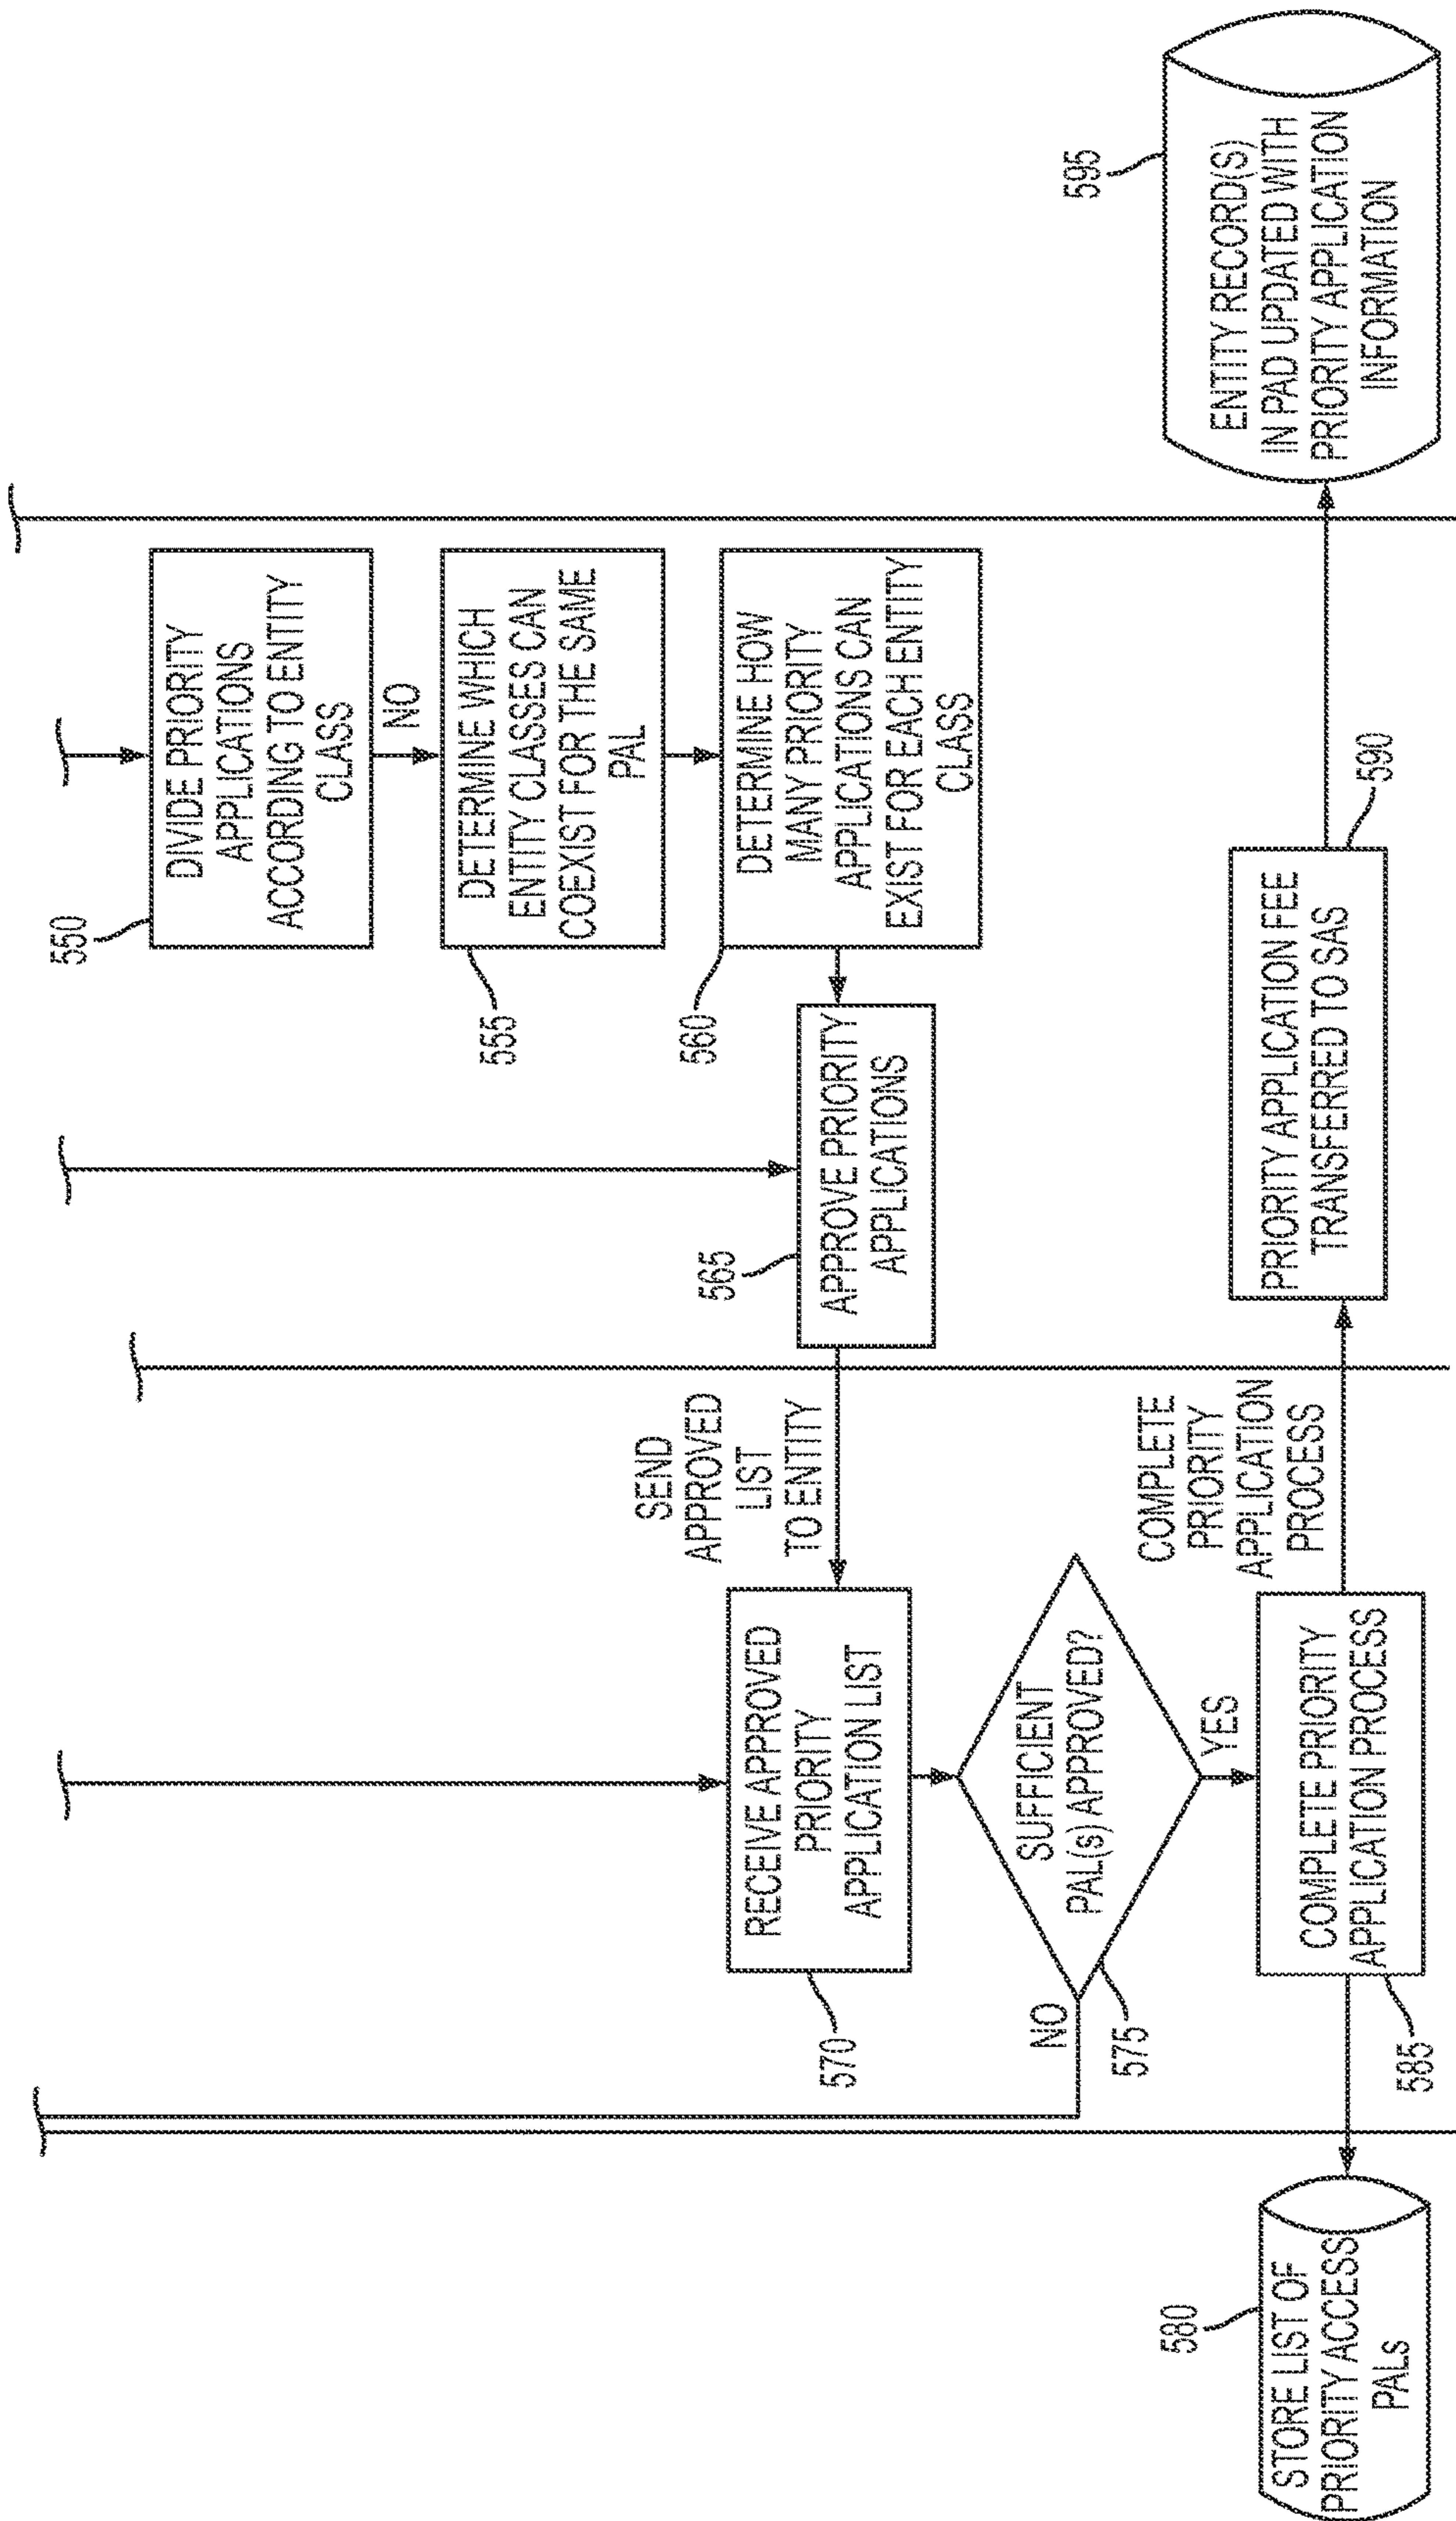 550
DIVIDE PRIORITY
APPLICATIONS
ACCORDING TO ENTITY
CLASS
NO
555
DETERMINE WHICH
ENTITY CLASSES CAN
COEXIST FOR THE SAME
PAL
560
DETERMINE HOW
MANY PRIORITY
APPLICATIONS CAN
EXIST FOR EACH ENTITY
CLASS
565
APPROVE PRIORITY
APPLICATIONS
SEND
APPROVED
LIST
TO ENTITY
570
RECEIVE APPROVED
PRIORITY
APPLICATION LIST
SUFFICIENT
PAL(s) APPROVED?
NO
575
YES
580
STORE LIST OF
PRIORITY ACCESS
PALs
COMPLETE PRIORITY
APPLICATION PROCESS
585
COMPLETE
PRIORITY
APPLICATION
PROCESS
PRIORITY APPLICATION FEE
TRANSFERRED TO SAS
590
595
ENTITY RECORD(S)
IN PAD UPDATED WITH
PRIORITY APPLICATION
INFORMATION